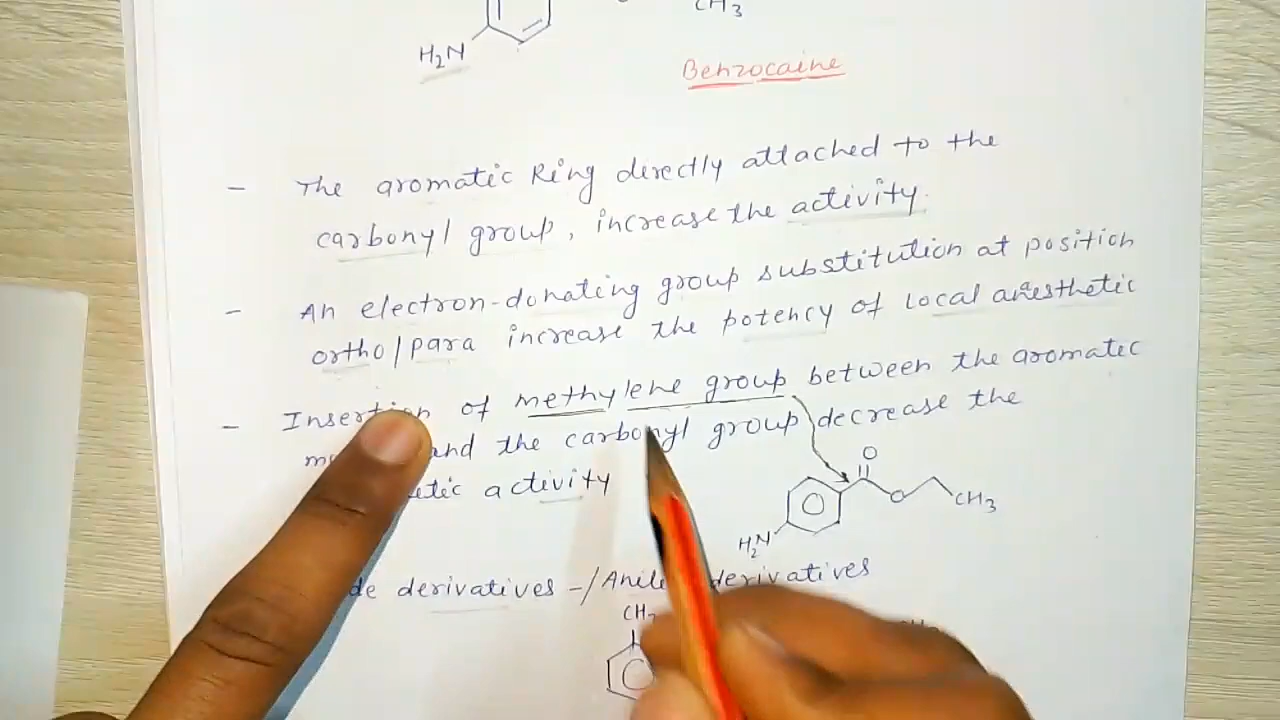 CH3
H2N
Benzocaine
- The aromatic Ring directly attached to the
carbonyl group, increase the activity.
- An electron-donating group substitution at position
ortho/para increase the potency of local anesthetic
- Insertion of methylene group between the aromatic
and the carbonyl group decrease the
activity
O
O
CH3
H2N
derivatives -/ derivatives